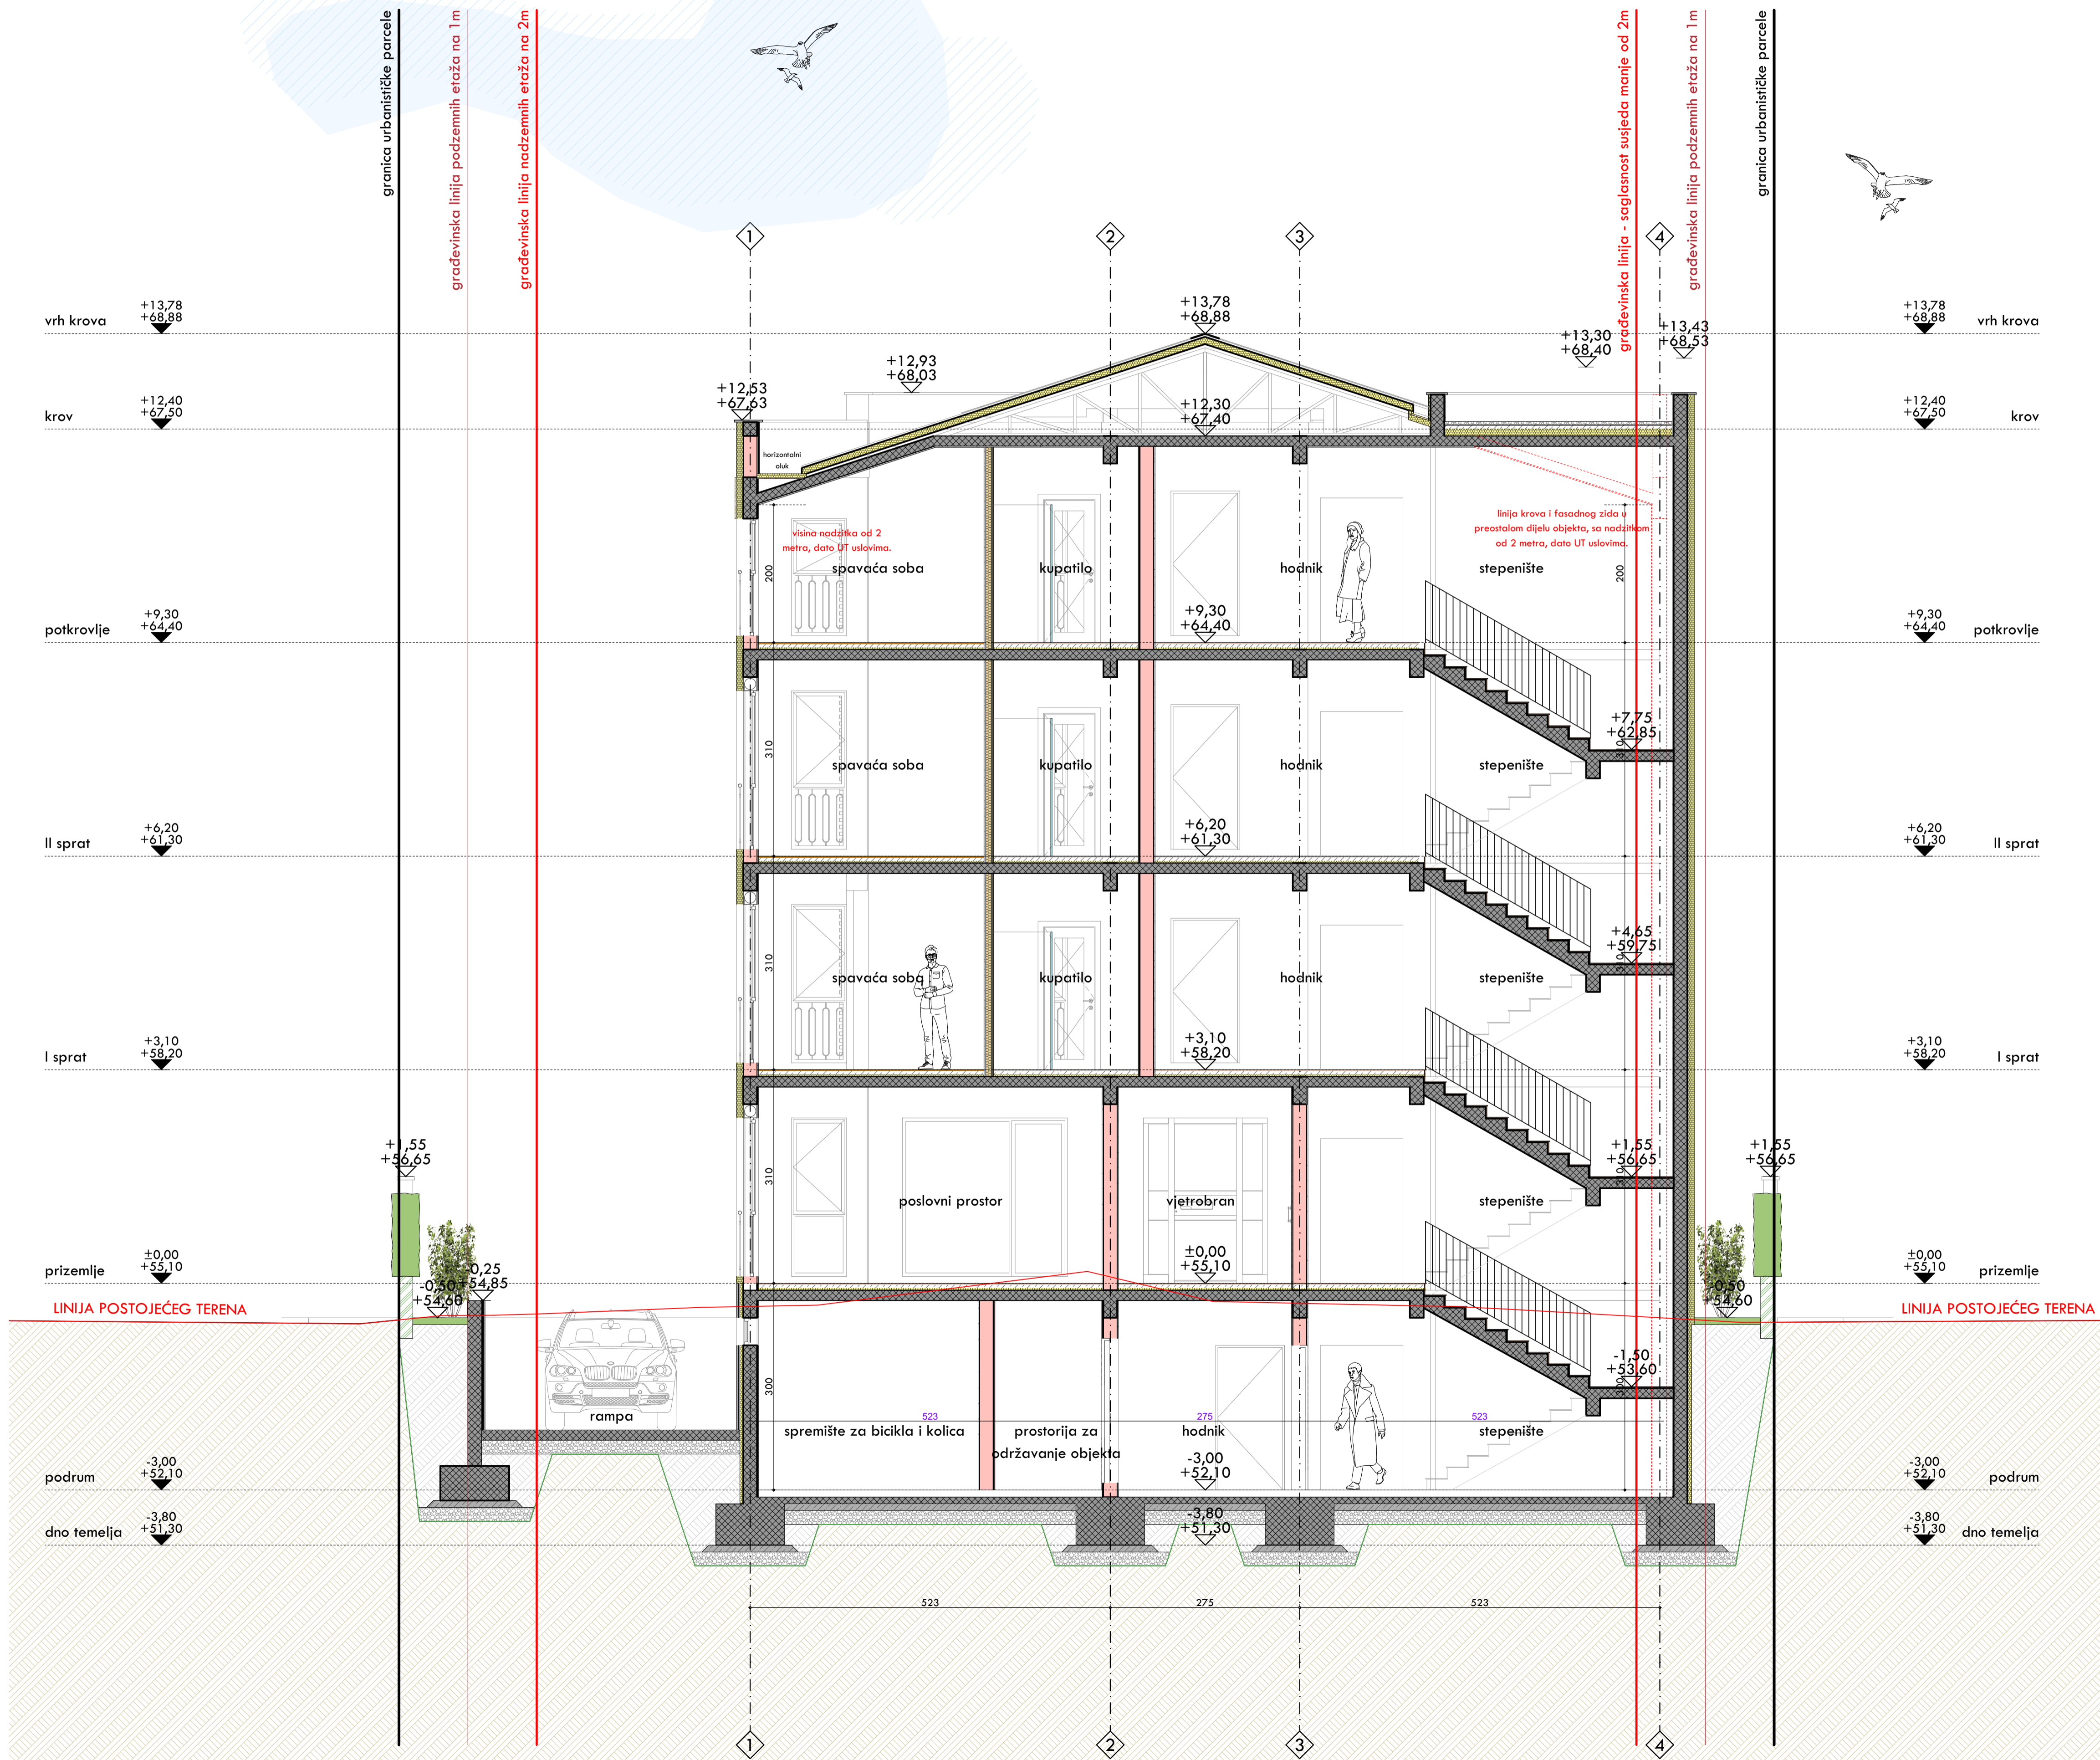 granica urbanističke parcele
građevinska linija podzemnih etaža na 1m
građevinska linija nadzemnih etaža na 2m
građevinska linija - saglasnost susjeda manje od 2m
građevinska linija podzemnih etaža na 1m
granica urbanističke parcele
1
2
3
4
vrh krova
+13,78
+68,88
+13,78
+68,88
+13,30
+68,40
+13,43
+68,53
+13,78
+68,88
vrh krova
+12,93
+68,03
+12,53
+67,63
krov
+12,40
+67,50
+12,30
+67,40
+12,40
+67,50
krov
horizontalni
oluk
visina nadzitka od 2
metra, dato UT uslovima.
linija krova i fasadnog zida u
preostalom dijelu objekta, sa nadzitkom
od 2 metra, dato UT uslovima.
200
spavaća soba
kupatilo
hodnik
stepenište
200
potkrovlje
+9,30
+64,40
+9,30
+64,40
+9,30
+64,40
potkrovlje
+7,75
+62,85
310
spavaća soba
kupatilo
hodnik
stepenište
310
II sprat
+6,20
+61,30
+6,20
+61,30
+6,20
+61,30
II sprat
+4,65
+59,75
310
spavaća soba
kupatilo
hodnik
stepenište
310
I sprat
+3,10
+58,20
+3,10
+58,20
+3,10
+58,20
I sprat
+1,55
+56,65
+1,55
+56,65
+1,55
+56,65
310
310
poslovni prostor
vjetrobran
stepenište
prizemlje
±0,00
+55,10
-0,50
+54,60
-0,25
+54,85
±0,00
+55,10
-0,50
+54,60
±0,00
+55,10
prizemlje
LINIJA POSTOJEĆEG TERENA
LINIJA POSTOJEĆEG TERENA
-1,50
+53,60
300
300
rampa
523
275
523
spremište za bicikla i kolica
prostorija za
održavanje objekta
hodnik
stepenište
podrum
-3,00
+52,10
-3,00
+52,10
-3,00
+52,10
podrum
dno temelja
-3,80
+51,30
-3,80
+51,30
-3,80
+51,30
dno temelja
523
275
523
1
2
3
4